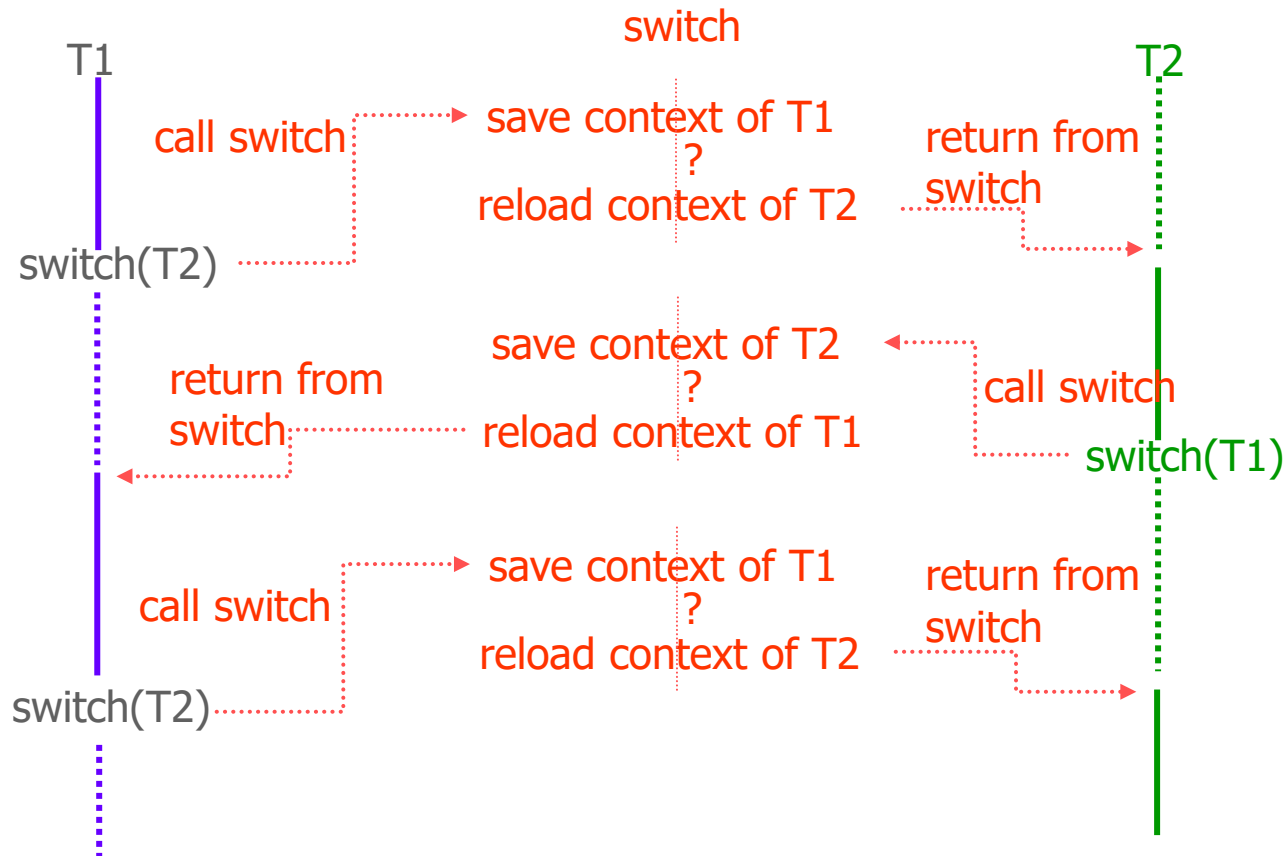 switch
T1
T2
call switch
save context of T1
?
reload context of T2
return from
switch
switch(T2)
save context of T2
?
reload context of T1
return from
switch
call switch
switch(T1)
save context of T1
?
reload context of T2
call switch
return from
switch
switch(T2)